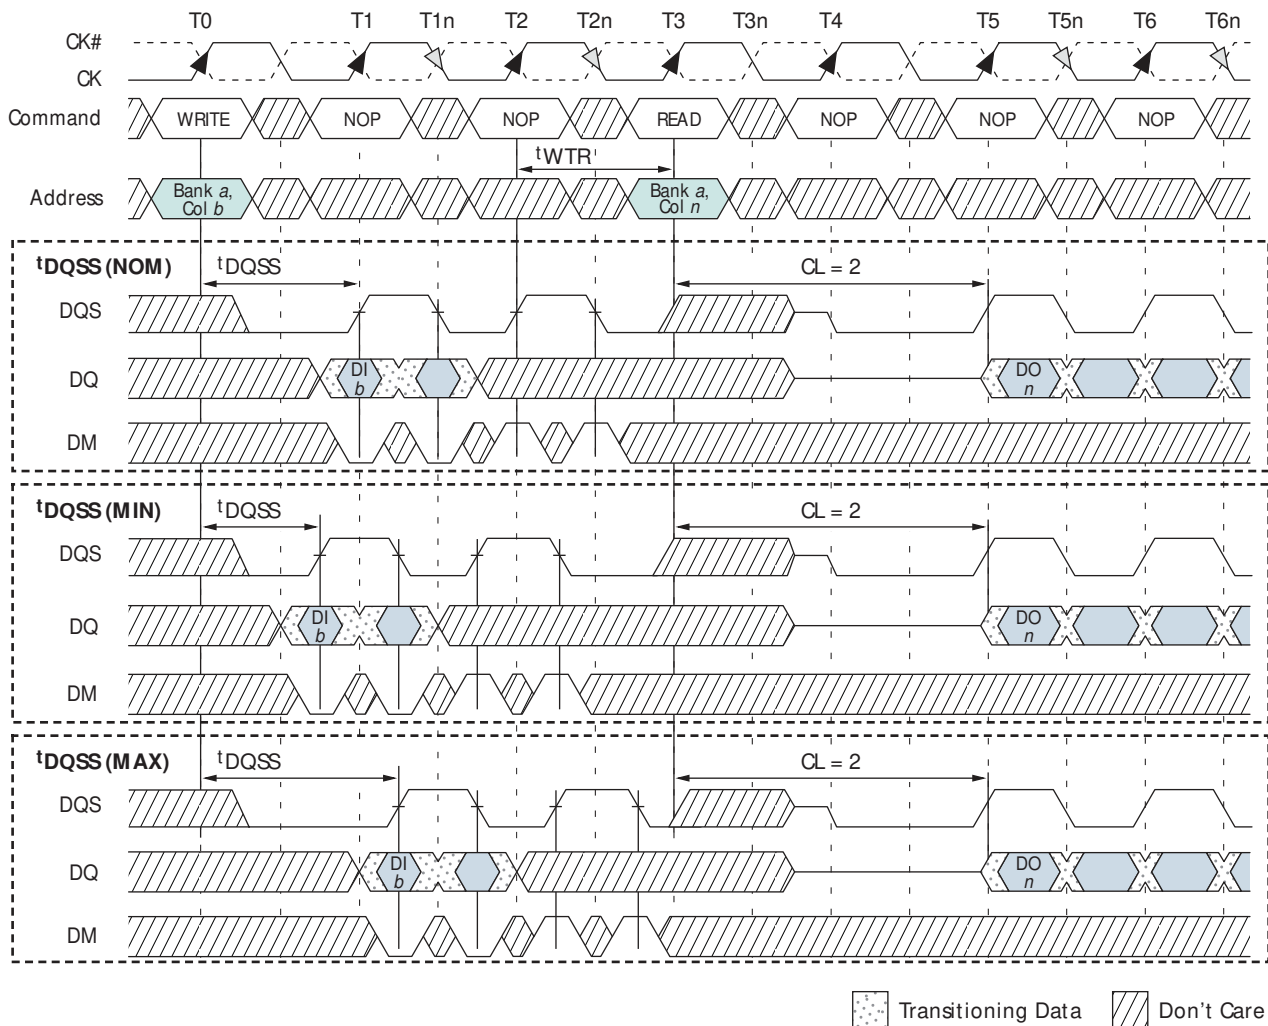 T0 T1 T1n T2 T2n T3 T3n T4 T5 T5n T6 T6n
CK#
CK
Command WRITE NOP NOP READ NOP NOP NOP
tWTR
Address Bank a, Col b Bank a, Col n
tDQSS (NOM) tDQSS CL = 2
DQS
DQ DI b DO n
DM
tDQSS (MIN) tDQSS CL = 2
DQS
DQ DI b DO n
DM
tDQSS (MAX) tDQSS CL = 2
DQS
DQ DI b DO n
DM
Transitioning Data Don't Care